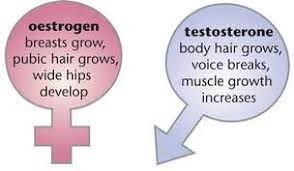 oestrogen
breasts grow,
pubic hair grows,
wide hips
develop
testosterone
body hair grows,
voice breaks,
muscle growth
increases